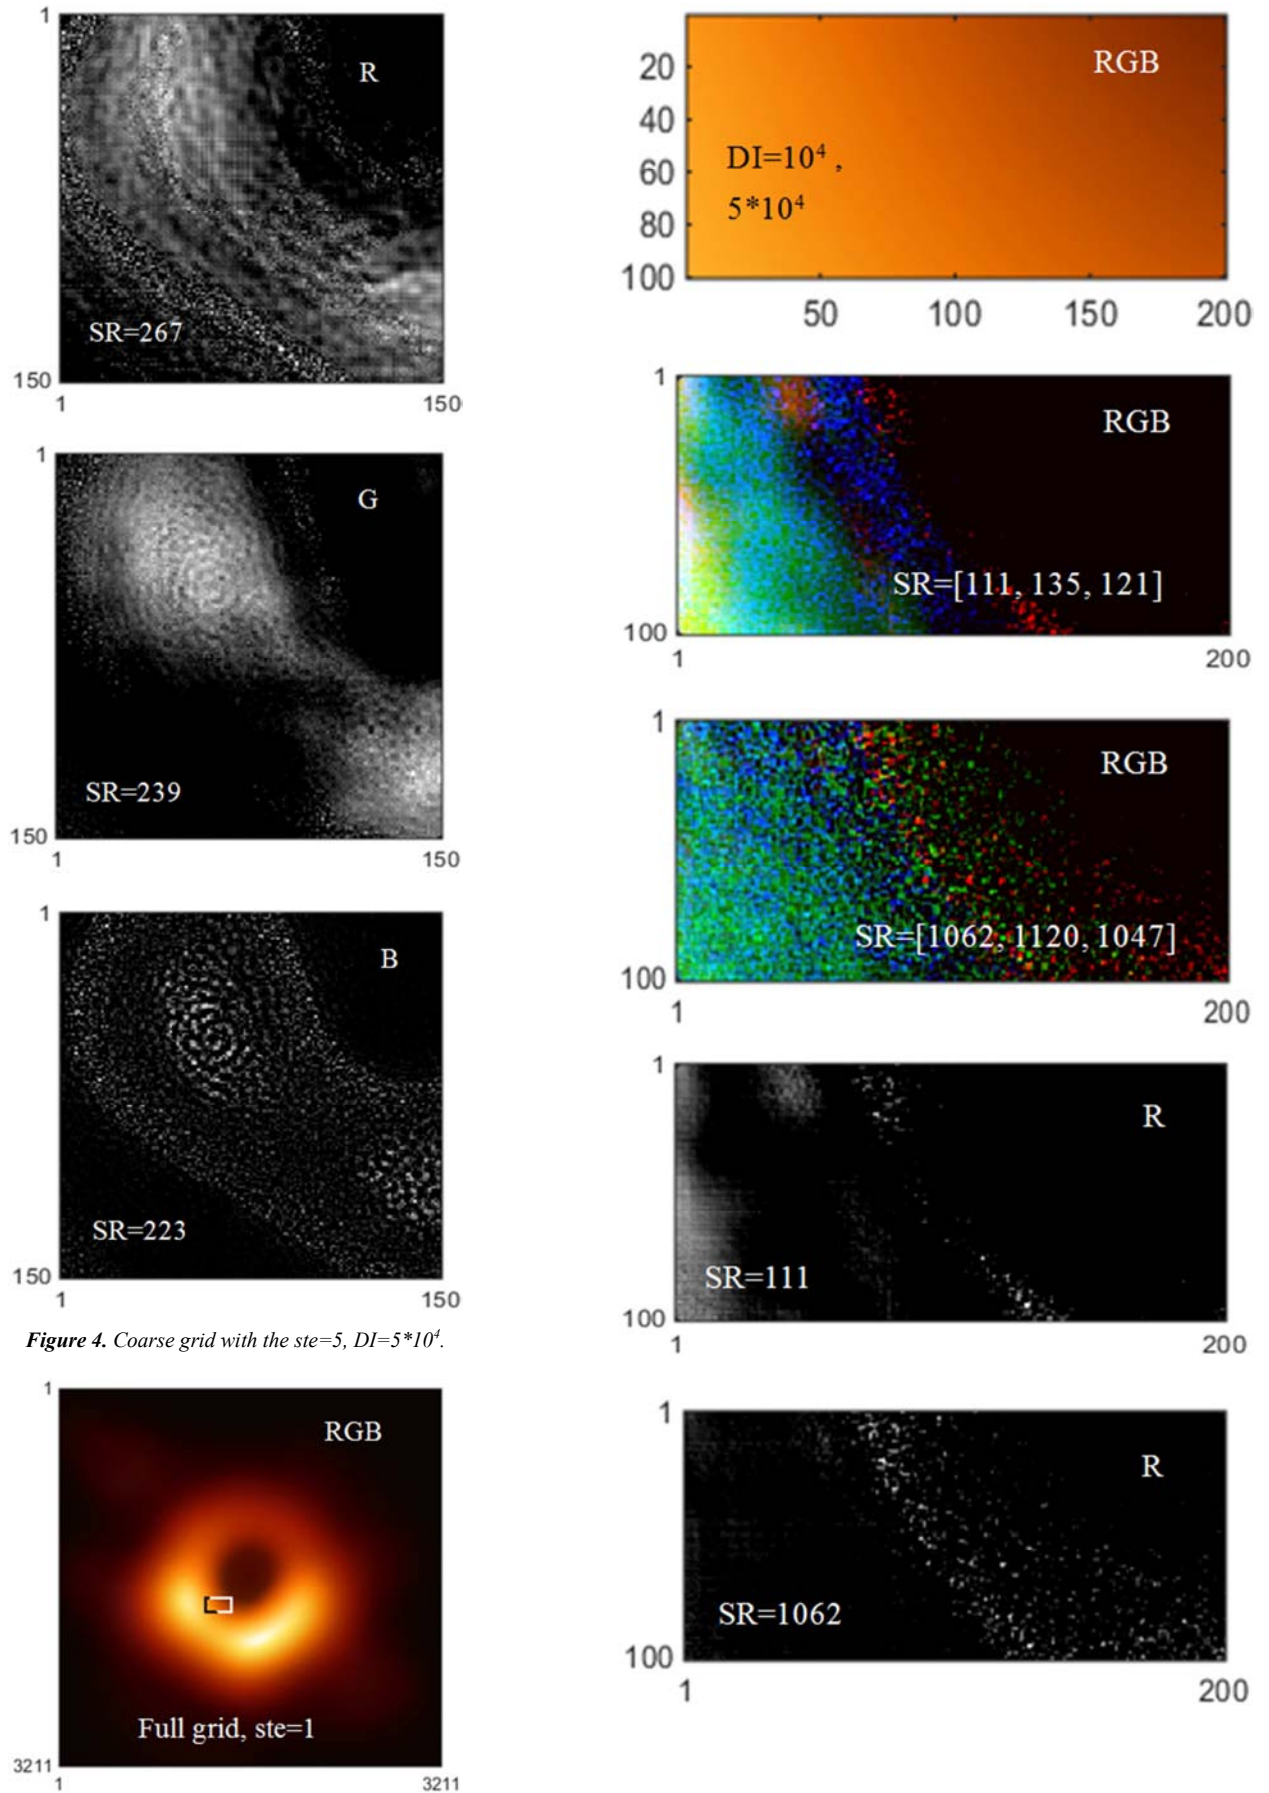 1
R
SR=267
150
1 150
1
G
SR=239
150
1 150
1
B
SR=223
150
1 150
Figure 4. Coarse grid with the ste=5, DI=5*10⁴.
1
RGB
Full grid, ste=1
3211
1 3211
RGB
20
40
60
80
100
DI=10⁴ ,
5*10⁴
50 100 150 200
1
RGB
SR=[111, 135, 121]
100
1 200
1
RGB
SR=[1062, 1120, 1047]
100
1 200
1
R
SR=111
100
1 200
1
R
SR=1062
100
1 200